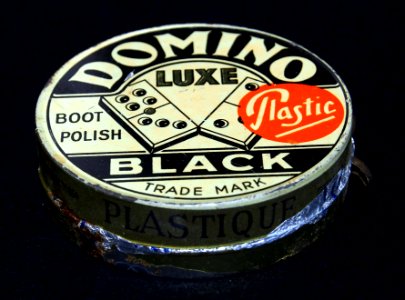 DOMINO
LUXE
BOOT
POLISH
Plastic
BLACK
TRADE MARK
PLASTIQUE